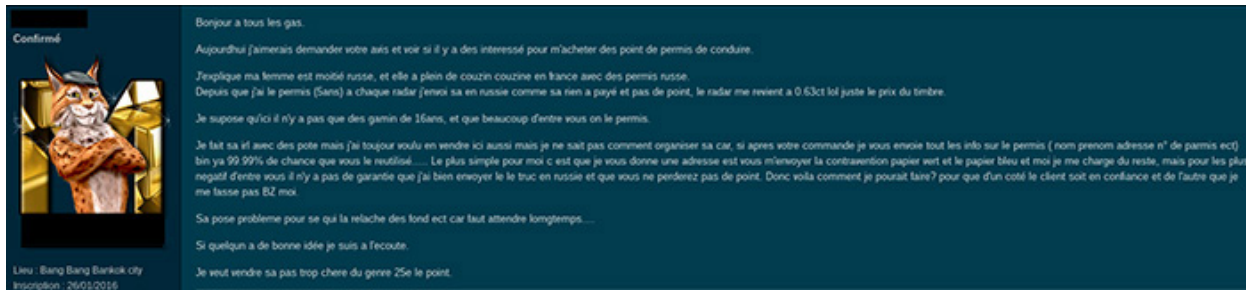 Confirmé
Lieu : Bang Bang Bankok city
Inscription : 26/01/2016
Bonjour a tous les gas.
Aujourdhui j'aimerais demander votre avis et voir si il y a des interessé pour m'acheter des point de permis de conduire.
J'explique ma femme est moitié russe, et elle a plein de couzin couzine en france avec des permis russe.
Depuis que j'ai le permis (5ans) a chaque radar j'envoi sa en russie comme sa rien a payé et pas de point, le radar me revient a 0.63ct lol juste le prix du timbre.
Je supose qu'ici il n'y a pas que des gamin de 16ans, et que beaucoup d'entre vous on le permis.
Je fait sa irl avec des pote mais j'ai toujour voulu en vendre ici aussi mais je ne sait pas comment organiser sa car, si apres votre commande je vous envoie tout les info sur le permis ( nom prenom adresse n° de parmis ect)
bin ya 99.99% de chance que vous le reutilisé..... Le plus simple pour moi c est que je vous donne une adresse est vous m'envoyer la contravention papier vert et le papier bleu et moi je me charge du reste, mais pour les plus
negatif d'entre vous il n'y a pas de garantie que j'ai bien envoyer le le truc en russie et que vous ne perderez pas de point. Donc voila comment je pourait faire? pour que d'un coté le client soit en confiance et de l'autre que je
me fasse pas BZ moi.
Sa pose probleme pour se qui la relache des fond ect car faut attendre lomgtemps....
Si quelqun a de bonne idée je suis a l'ecoute.
Je veut vendre sa pas trop chere du genre 25e le point.